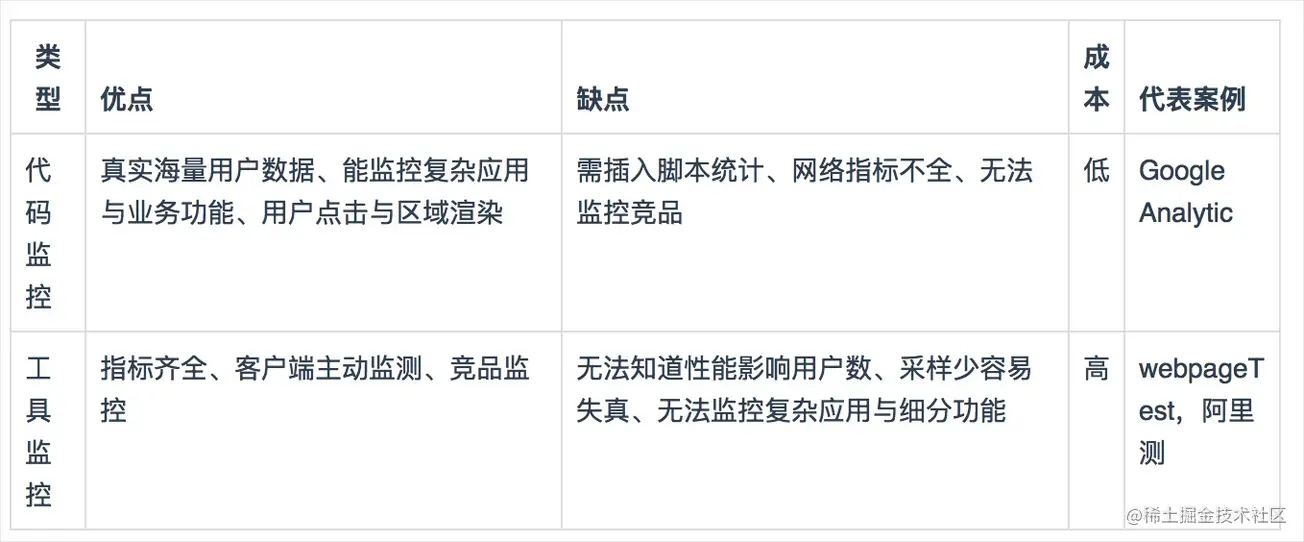 类型
优点
缺点
成本
代表案例
代码监控
真实海量用户数据、能监控复杂应用
与业务功能、用户点击与区域渲染
需插入脚本统计、网络指标不全、无法
监控竞品
低
Google
Analytic
工具监控
指标齐全、客户端主动监测、竞品监
控
无法知道性能影响用户数、采样少容易
失真、无法监控复杂应用与细分功能
高
webpageT
est，阿里
测
@稀土掘金技术社区